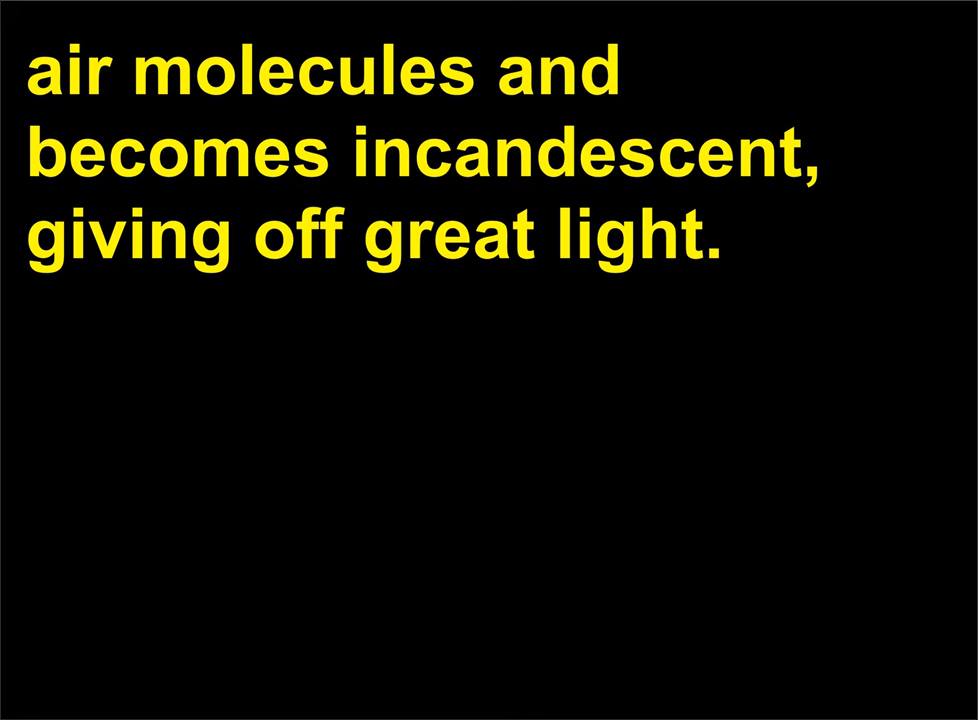 air molecules and
becomes incandescent,
giving off great light.